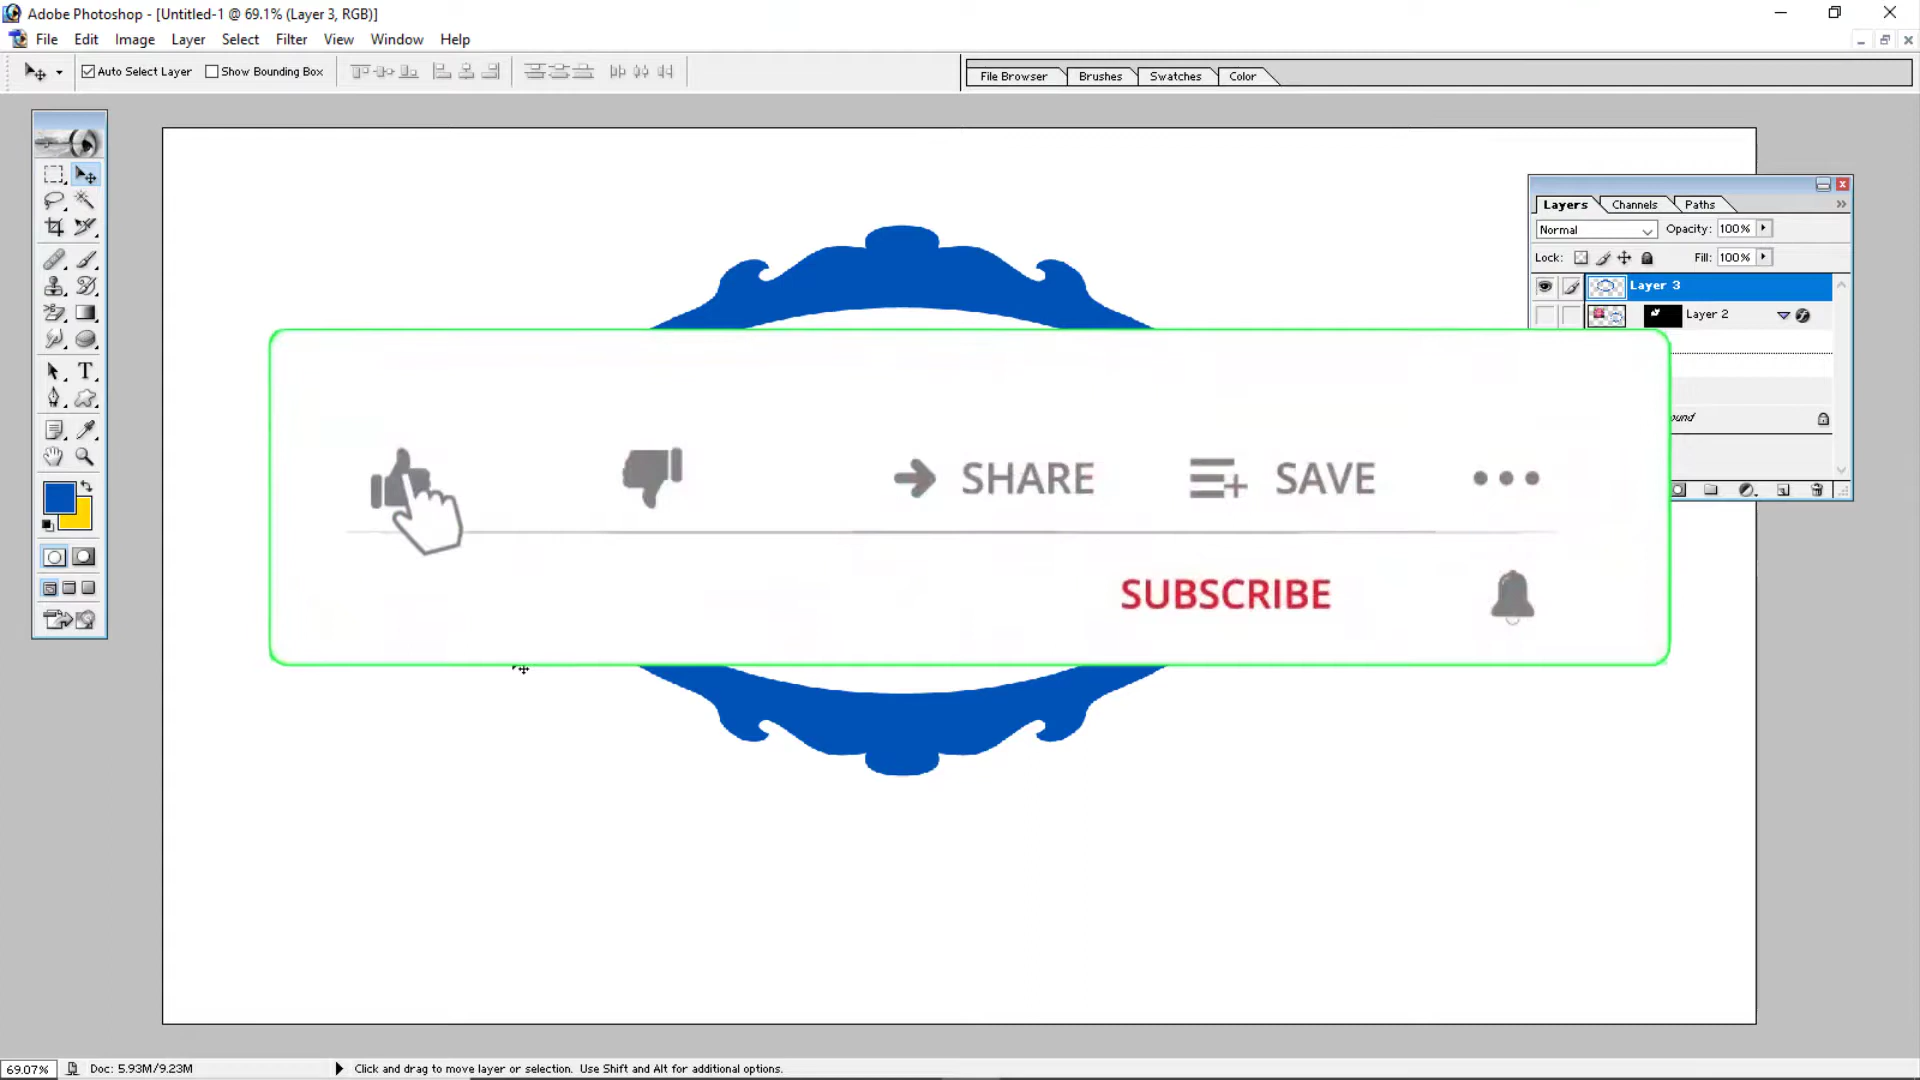 Adobe Photoshop - [Untitled-1 @ 69.1% (Layer 3, RGB)]
File Edit Image Layer Select Filter View Window Help
Auto Select Layer Show Bounding Box
File Browser Brushes Swatches Color
Layers Channels Paths
Normal Opacity: 100%
Lock: Fill: 100%
Layer 3
Layer 2
ound
T
SHARE SAVE
SUBSCRIBE
69.07% Doc: 5.93M/9.23M Click and drag to move layer or selection. Use Shift and Alt for additional options.